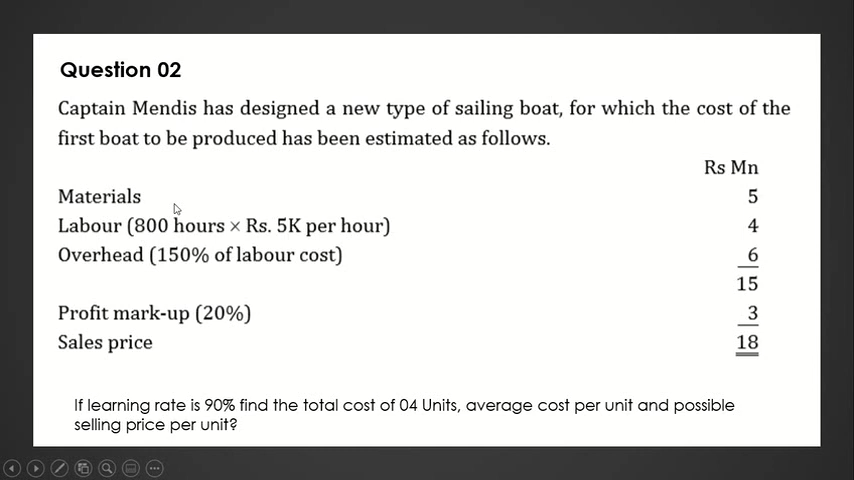 Question 02
Captain Mendis has designed a new type of sailing boat, for which the cost of the
first boat to be produced has been estimated as follows.
Rs Mn
Materials 5
Labour (800 hours × Rs. 5K per hour) 4
Overhead (150% of labour cost) 6
15
Profit mark-up (20%) 3
Sales price 18
If learning rate is 90% find the total cost of 04 Units, average cost per unit and possible
selling price per unit?